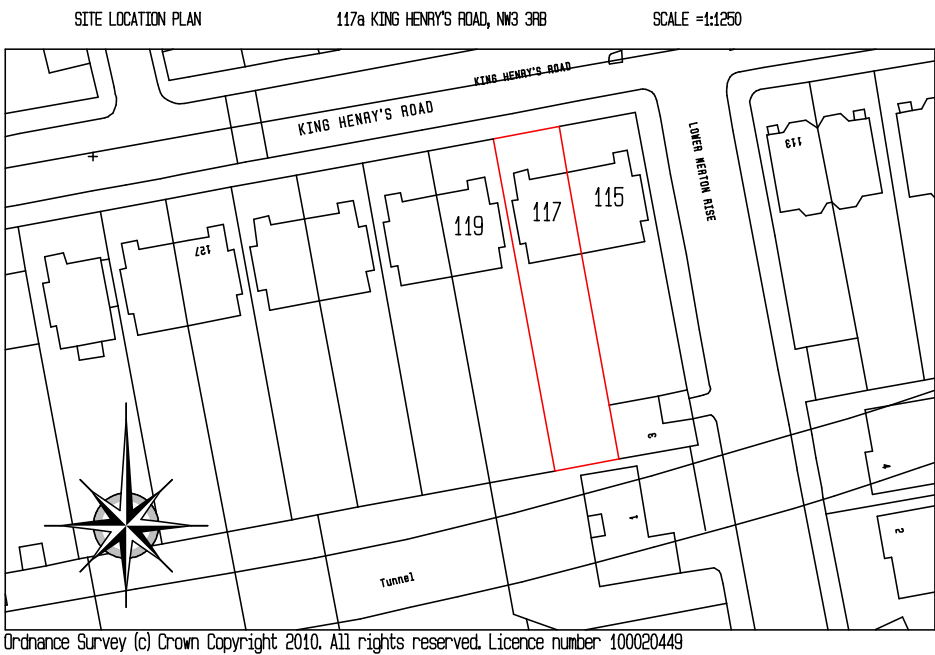 SITE LOCATION PLAN
117a KING HENRY'S ROAD, NW3 3RB
SCALE =1:1250
KING HENRY'S ROAD
KING HENRY'S ROAD
LOWER MERTON RISE
113
115
117
119
127
3
4
1
2
Tunnel
Ordnance Survey (c) Crown Copyright 2010. All rights reserved. Licence number 100020449